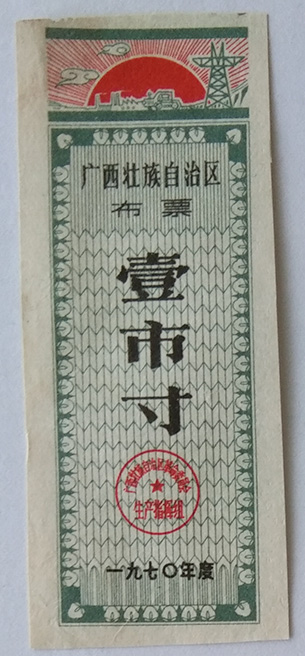 广西壮族自治区
布票
壹市寸
生产指挥组
一九七〇年度